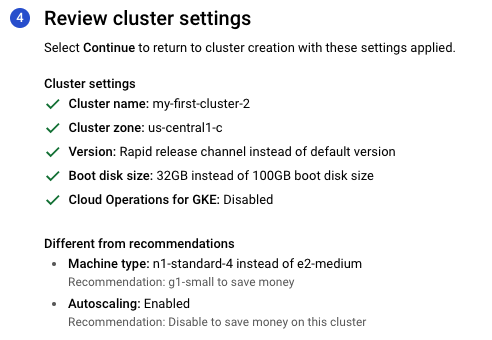 4 Review cluster settings
Select Continue to return to cluster creation with these settings applied.
Cluster settings
Cluster name: my-first-cluster-2
Cluster zone: us-central1-c
Version: Rapid release channel instead of default version
Boot disk size: 32GB instead of 100GB boot disk size
Cloud Operations for GKE: Disabled
Different from recommendations
Machine type: n1-standard-4 instead of e2-medium
Recommendation: g1-small to save money
Autoscaling: Enabled
Recommendation: Disable to save money on this cluster